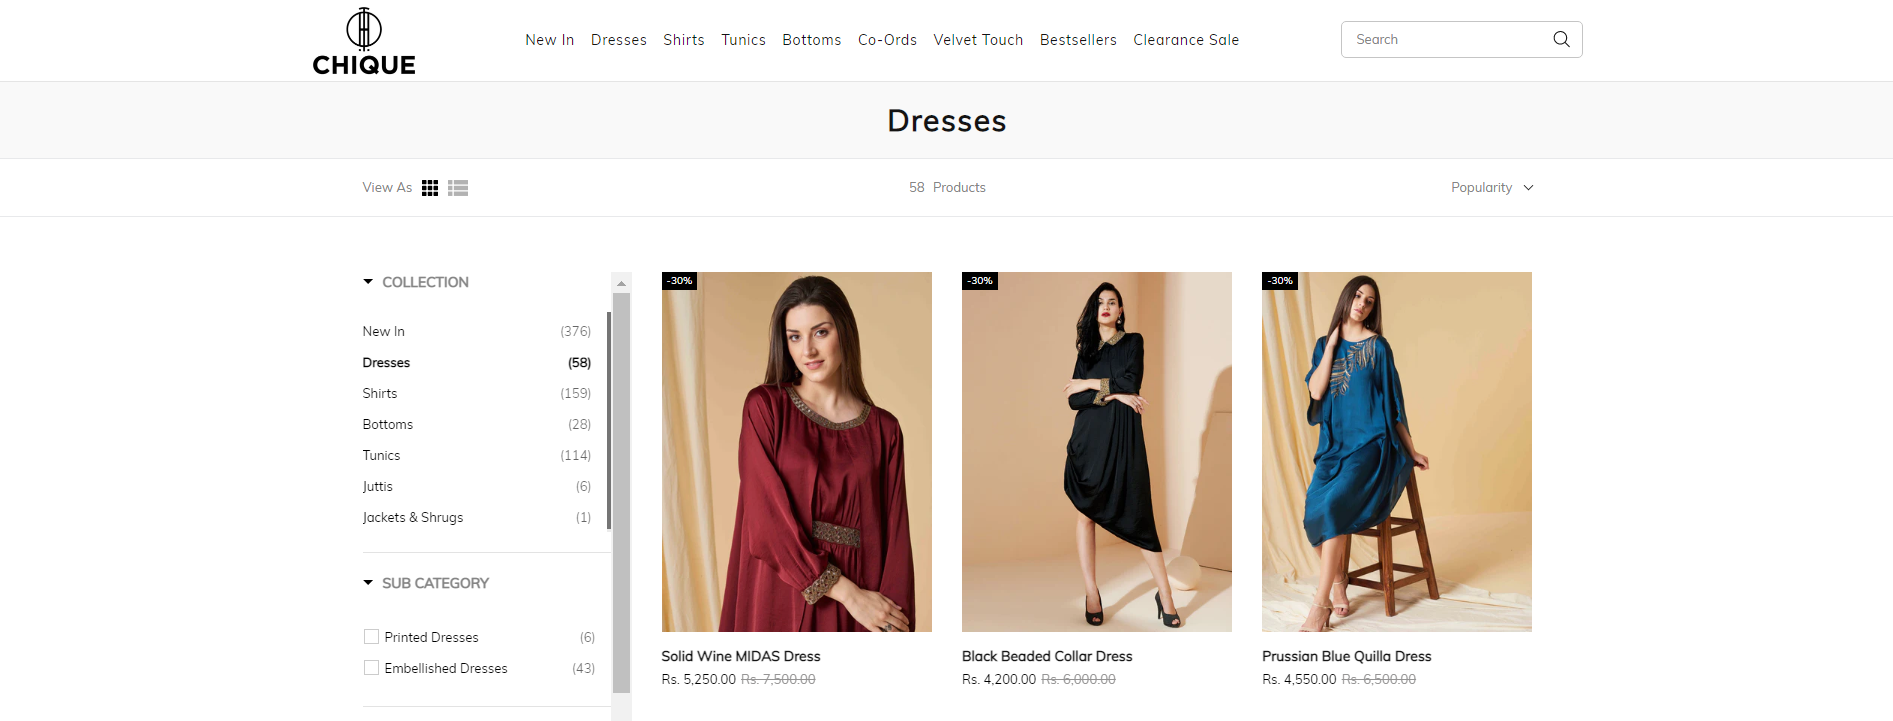 CHIQUE
New In Dresses Shirts Tunics Bottoms Co-Ords Velvet Touch Bestsellers Clearance Sale
Search
Dresses
View As
58 Products
Popularity
COLLECTION
New In (376)
Dresses (58)
Shirts (159)
Bottoms (28)
Tunics (114)
Juttis (6)
Jackets & Shrugs (1)
SUB CATEGORY
Printed Dresses (6)
Embellished Dresses (43)
-30%
Solid Wine MIDAS Dress
Rs. 5,250.00 Rs. 7,500.00
-30%
Black Beaded Collar Dress
Rs. 4,200.00 Rs. 6,000.00
-30%
Prussian Blue Quilla Dress
Rs. 4,550.00 Rs. 6,500.00